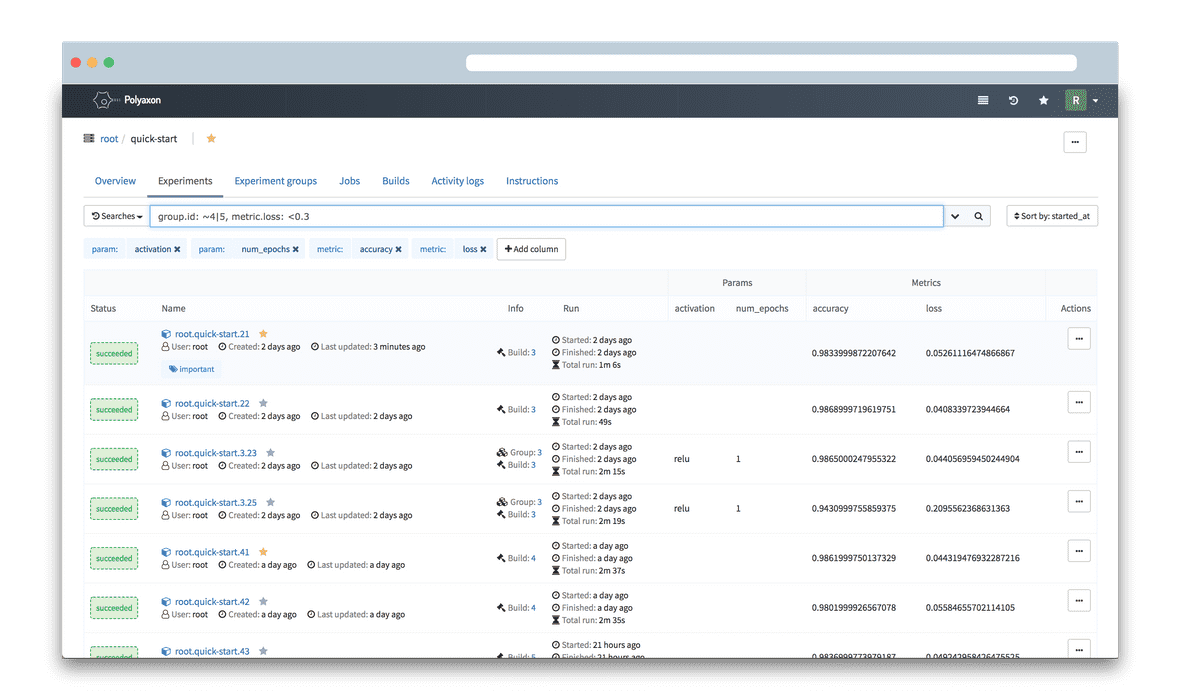 Polyaxon
R
root / quick-start
Overview Experiments Experiment groups Jobs Builds Activity logs Instructions
Searches group.id: ~4|5, metric.loss: <0.3 Sort by: started_at
param: activation param: num_epochs metric: accuracy metric: loss Add column
Params Metrics
Status Name Info Run activation num_epochs accuracy loss Actions
root.quick-start.21
User: root Created: 2 days ago Last updated: 3 minutes ago
important
succeeded
Build: 3
Started: 2 days ago
Finished: 2 days ago
Total run: 1m 6s
0.9833999872207642 0.05261116474866867
root.quick-start.22
User: root Created: 2 days ago Last updated: 2 days ago
succeeded
Build: 3
Started: 2 days ago
Finished: 2 days ago
Total run: 49s
0.9868999719619751 0.0408339723944664
root.quick-start.3.23
User: root Created: 2 days ago Last updated: 2 days ago
succeeded
Group: 3
Build: 3
Started: 2 days ago
Finished: 2 days ago
Total run: 2m 15s
relu 1 0.9865000247955322 0.044056959450244904
root.quick-start.3.25
User: root Created: 2 days ago Last updated: 2 days ago
succeeded
Group: 3
Build: 3
Started: 2 days ago
Finished: 2 days ago
Total run: 2m 19s
relu 1 0.9430999755859375 0.2095562368631363
root.quick-start.41
User: root Created: a day ago Last updated: a day ago
succeeded
Build: 4
Started: a day ago
Finished: a day ago
Total run: 2m 37s
0.9861999750137329 0.044319476932287216
root.quick-start.42
User: root Created: a day ago Last updated: a day ago
succeeded
Build: 4
Started: a day ago
Finished: a day ago
Total run: 2m 35s
0.9801999926567078 0.05584655702114105
root.quick-start.43
succeeded
Build: 5
Started: 21 hours ago
Finished: 21 hours ago